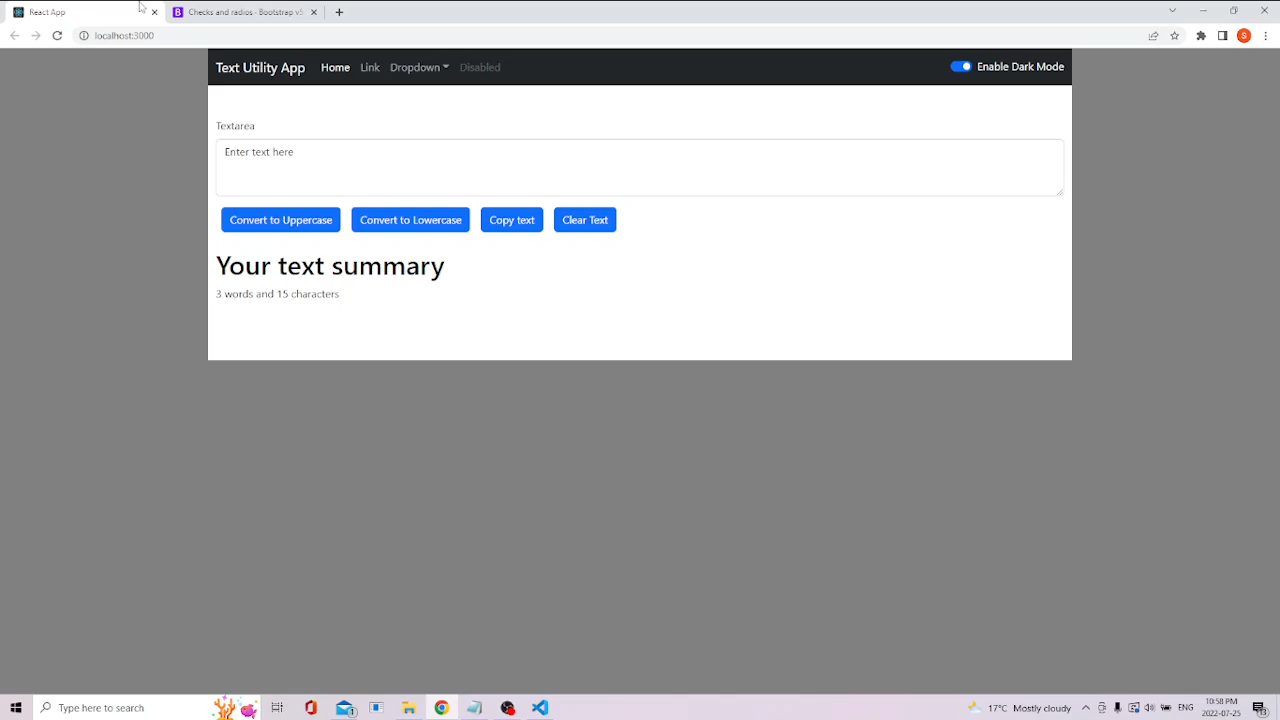 React App
Checks and radios - Bootstrap v5
localhost:3000
S
Text Utility App Home Link Dropdown Disabled Enable Dark Mode
Textarea
Enter text here
Convert to Uppercase Convert to Lowercase Copy text Clear Text
Your text summary
3 words and 15 characters
Type here to search
17°C Mostly cloudy
ENG
10:58 PM
2022-07-25